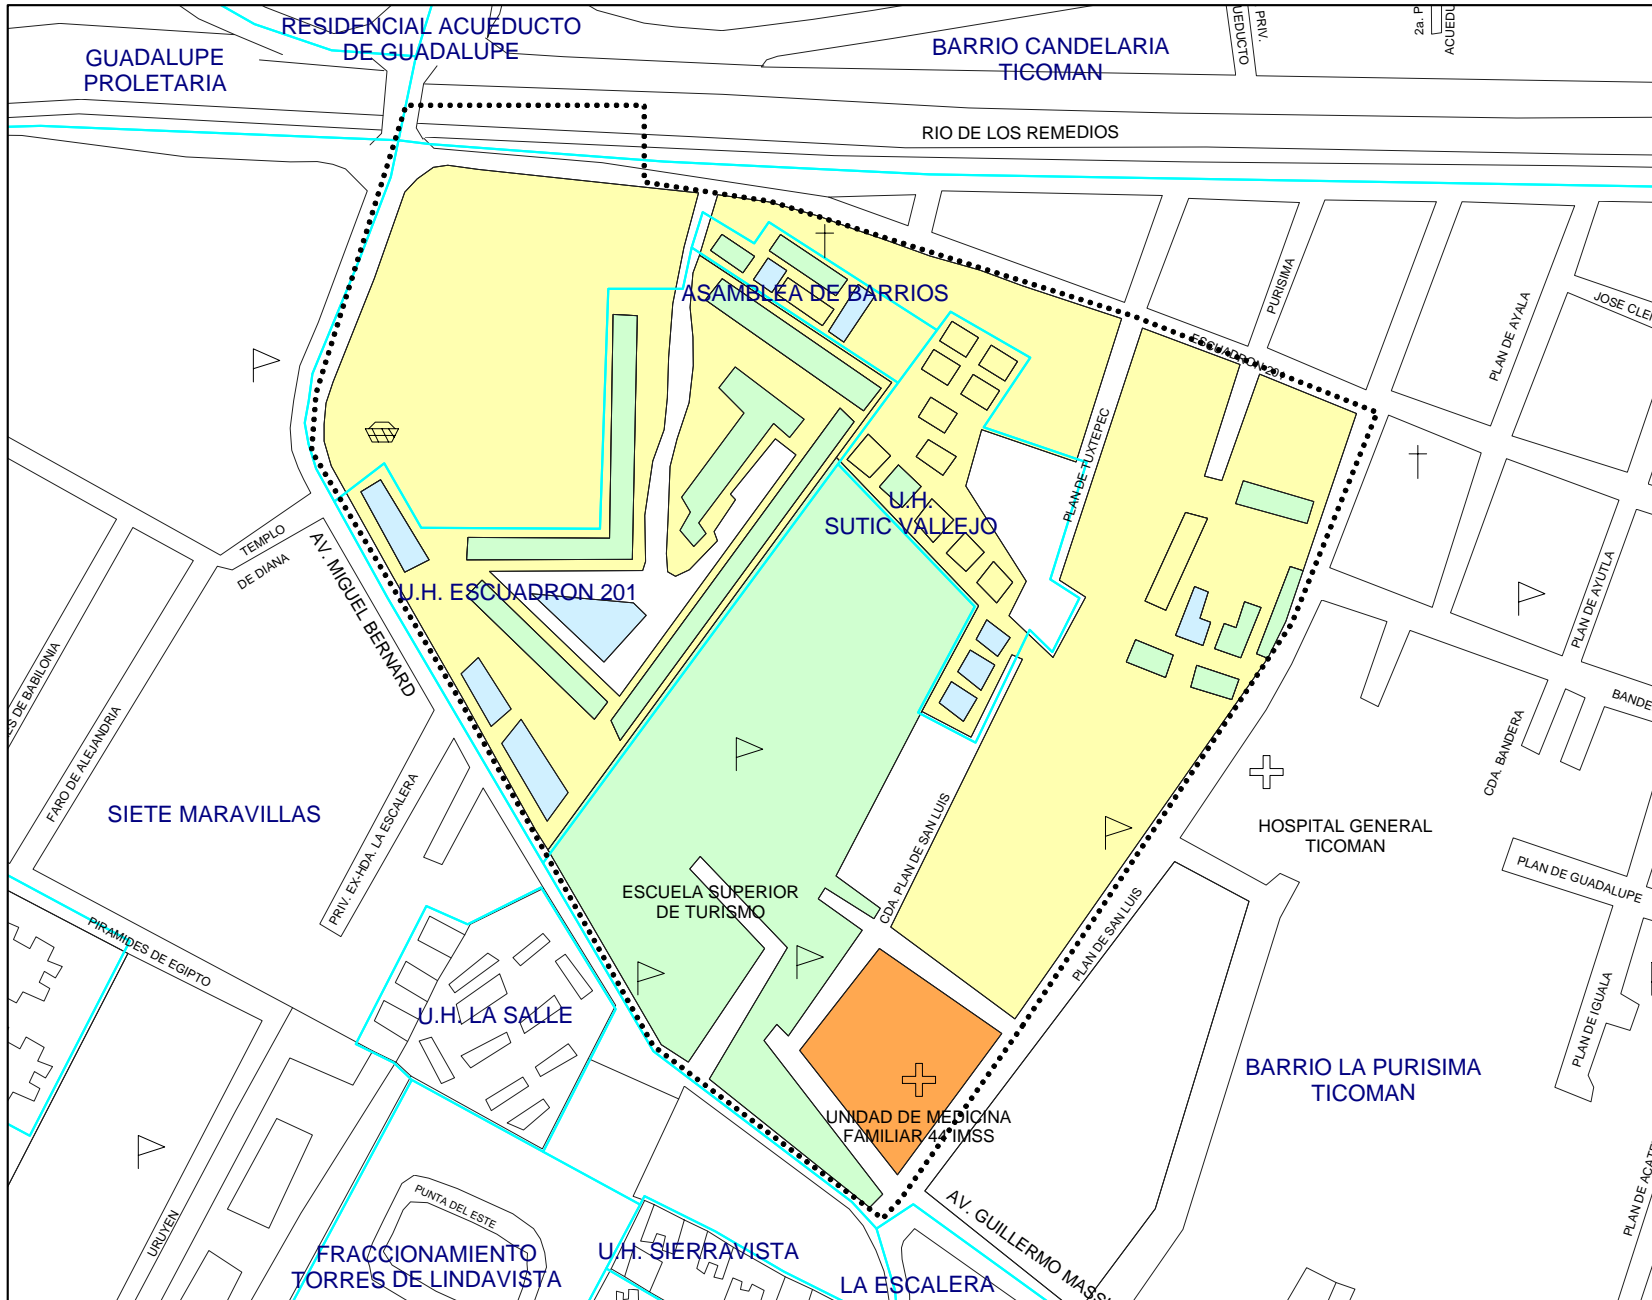 RESIDENCIAL ACUEDUCTO
DE GUADALUPE
GUADALUPE
PROLETARIA
BARRIO CANDELARIA
TICOMAN
PRIV.
2a. P
RIO DE LOS REMEDIOS
ASAMBLEA DE BARRIOS
PURISIMA
PLAN DE AYALA
ESCUADRON 201
PLAN DE TUXTEPEC
U.H.
SUTIC VALLEJO
TEMPLO
DE DIANA
AV. MIGUEL BERNARD
U.H. ESCUADRON 201
PLAN DE AYUTLA
FARO DE ALEJANDRIA
SIETE MARAVILLAS
PRIV. EX-HDA. LA ESCALERA
CDA. BANDERA
HOSPITAL GENERAL
TICOMAN
PLAN DE GUADALUPE
CDA. PLAN DE SAN LUIS
ESCUELA SUPERIOR
DE TURISMO
PLAN DE SAN LUIS
PIRAMIDES DE EGIPTO
U.H. LA SALLE
PLAN DE IGUALA
BARRIO LA PURISIMA
TICOMAN
UNIDAD DE MEDICINA
FAMILIAR 44 IMSS
PUNTA DEL ESTE
URUYEN
AV. GUILLERMO MASS
FRACCIONAMIENTO
TORRES DE LINDAVISTA
U.H. SIERRAVISTA
LA ESCALERA